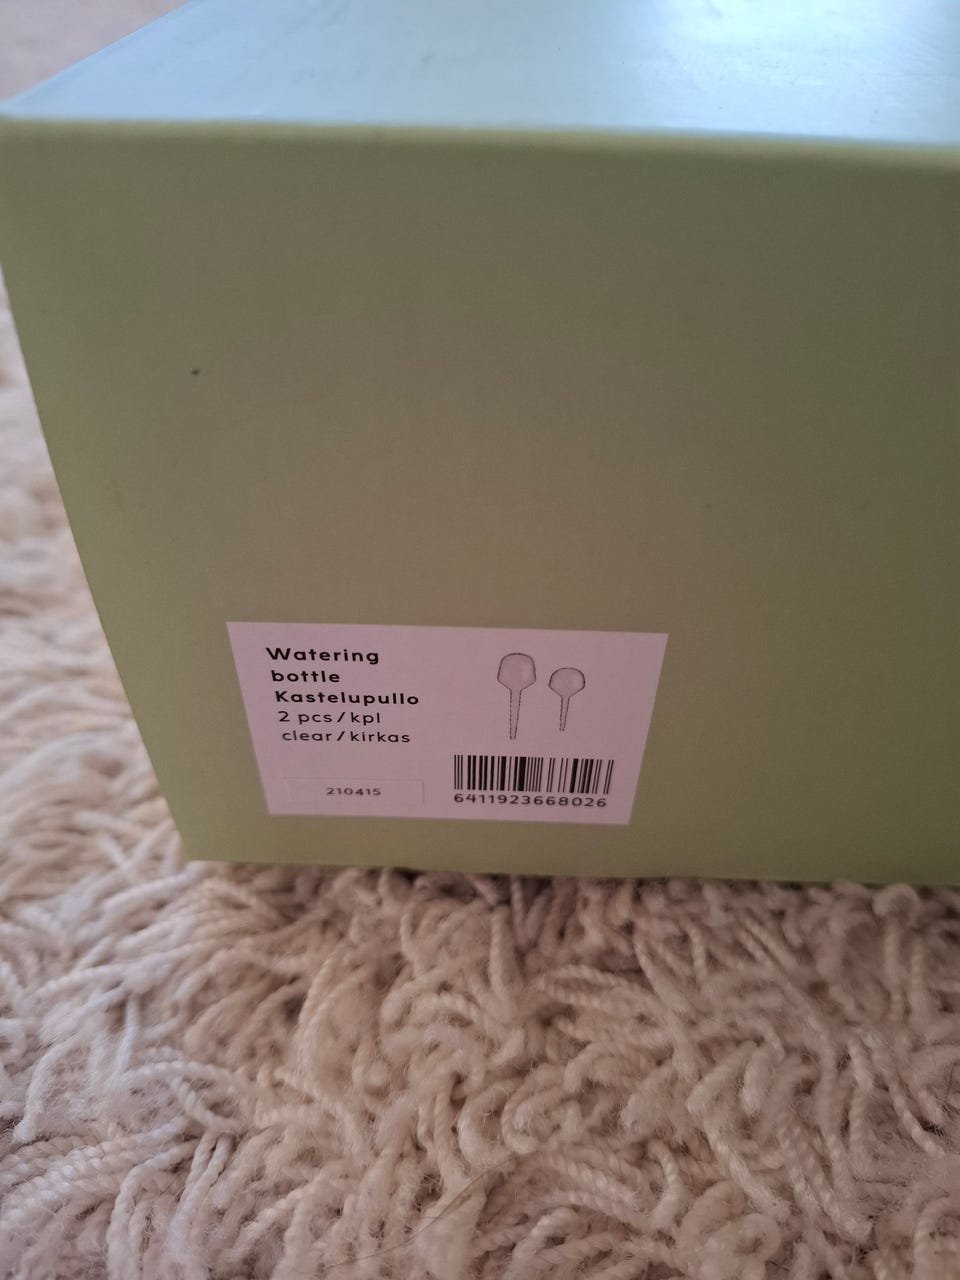 Watering
bottle
Kastelupullo
2 pcs/kpl
clear/kirkas
210415
6411923668026